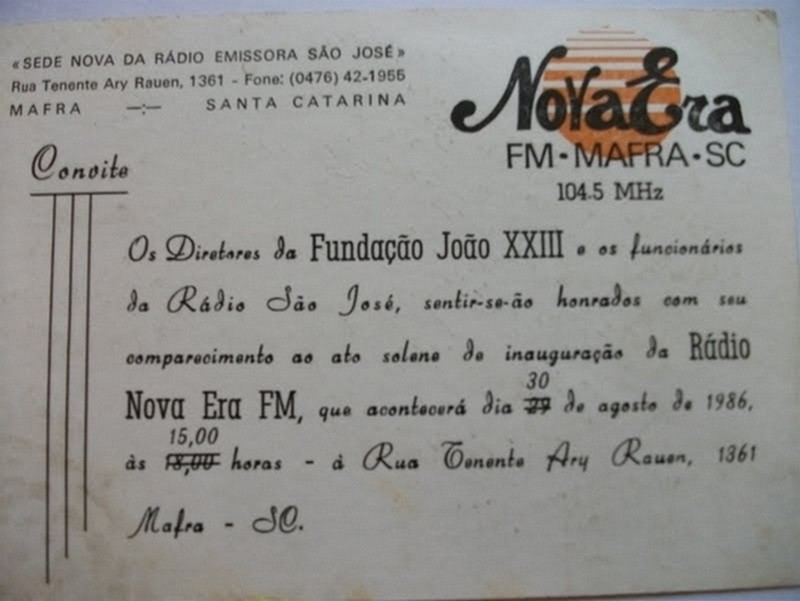 «SEDE NOVA DA RÁDIO EMISSORA SÃO JOSÉ»
Rua Tenente Ary Rauen, 1361 - Fone: (0476) 42-1955
MAFRA —:— SANTA CATARINA
Nova Era
FM • MAFRA • SC
104.5 MHz
Convite
Os Diretores da Fundação João XXIII e os funcionários
da Rádio São José, sentir-se-ão honrados com seu
comparecimento ao ato solene de inauguração da Rádio
30
Nova Era FM, que acontecerá dia 29 de agosto de 1986,
15,00
às 18,00 horas - à Rua Tenente Ary Rauen, 1361
Mafra - SC.